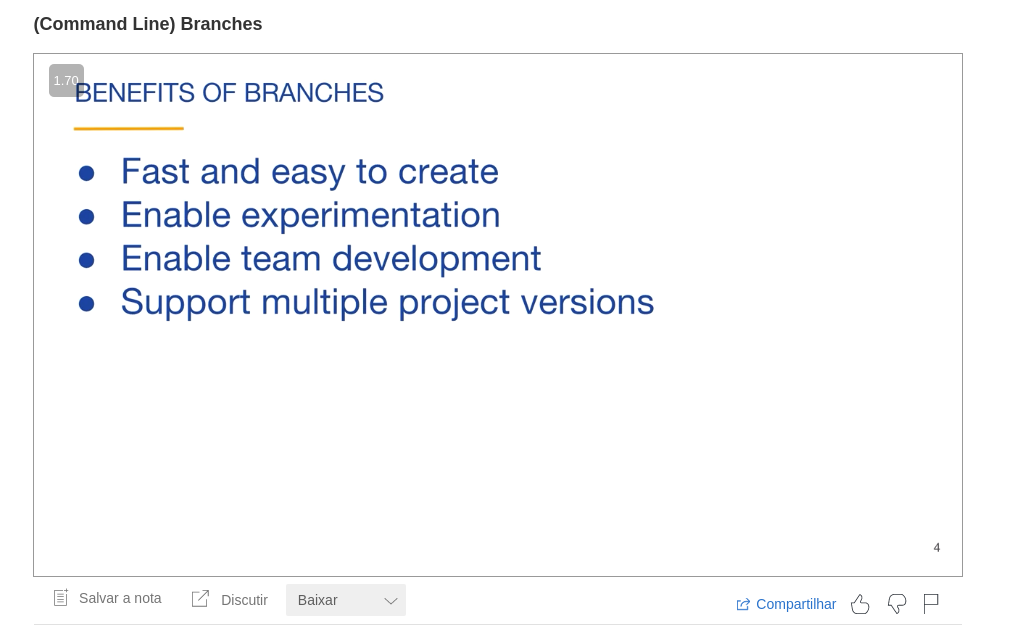 (Command Line) Branches
1.70
BENEFITS OF BRANCHES
● Fast and easy to create
● Enable experimentation
● Enable team development
● Support multiple project versions
4
Salvar a nota Discutir Baixar Compartilhar